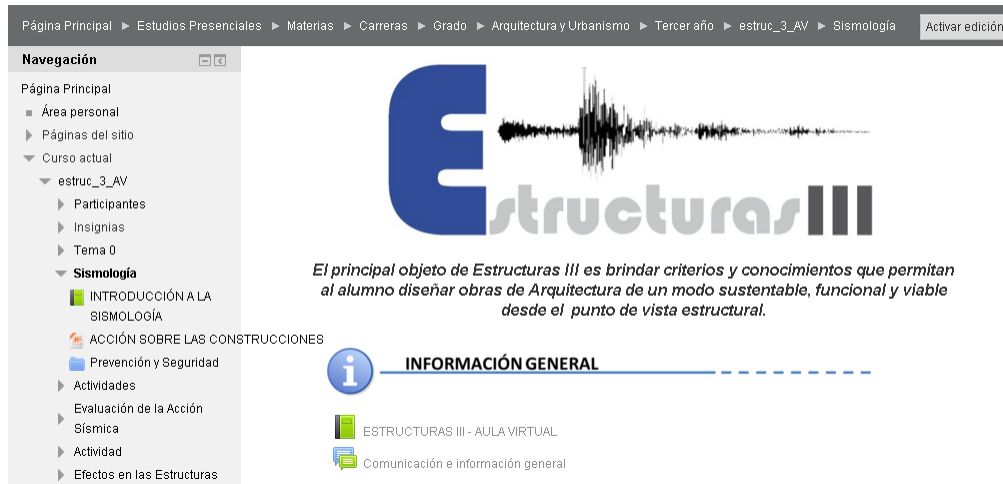 Página Principal ▶ Estudios Presenciales ▶ Materias ▶ Carreras ▶ Grado ▶ Arquitectura y Urbanismo ▶ Tercer año ▶ estruc_3_AV ▶ Sismología
Activar edición
Navegación
Página Principal
Área personal
Páginas del sitio
Curso actual
estruc_3_AV
Participantes
Insignias
Tema 0
Sismología
INTRODUCCIÓN A LA
SISMOLOGÍA
ACCIÓN SOBRE LAS CONSTRUCCIONES
Prevención y Seguridad
Actividades
Evaluación de la Acción
Sísmica
Actividad
Efectos en las Estructuras
Estructuras III
El principal objeto de Estructuras III es brindar criterios y conocimientos que permitan
al alumno diseñar obras de Arquitectura de un modo sustentable, funcional y viable
desde el punto de vista estructural.
INFORMACIÓN GENERAL
ESTRUCTURAS III - AULA VIRTUAL
Comunicación e información general